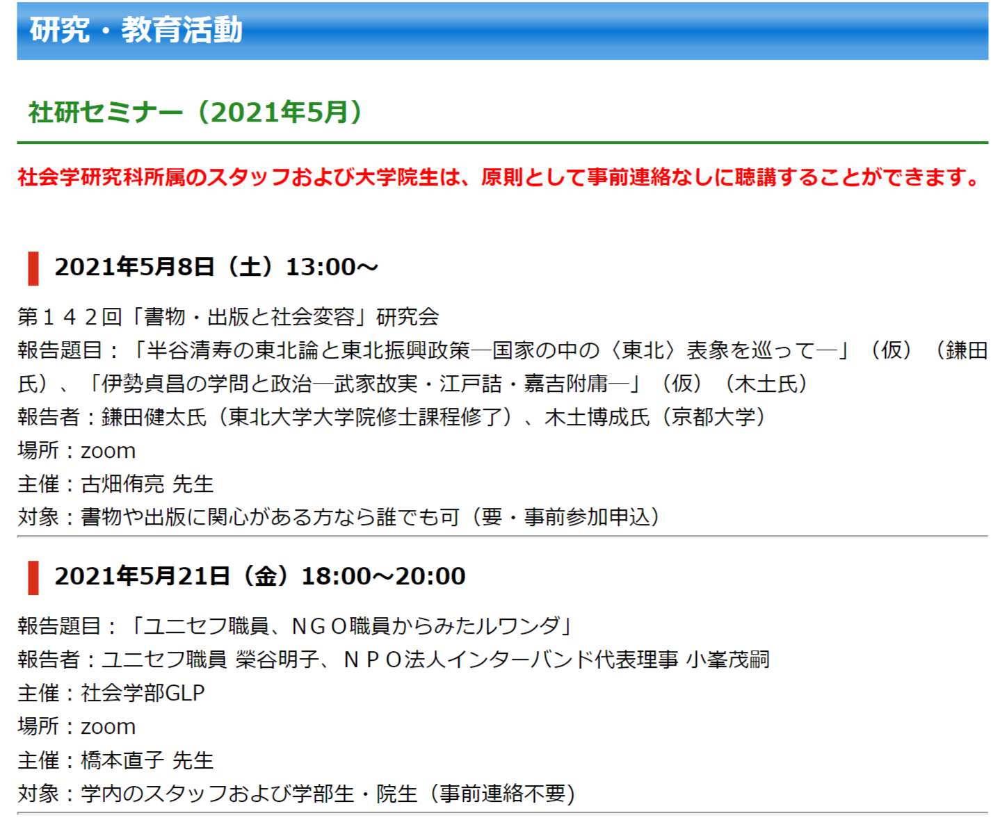 研究・教育活動
社研セミナー（2021年5月）
社会学研究科所属のスタッフおよび大学院生は、原則として事前連絡なしに聴講することができます。
2021年5月8日（土）13:00～
第１４２回「書物・出版と社会変容」研究会
報告題目：「半谷清寿の東北論と東北振興政策―国家の中の〈東北〉表象を巡って―」（仮）（鎌田
氏）、「伊勢貞昌の学問と政治―武家故実・江戸詰・嘉吉附庸―」（仮）（木土氏）
報告者：鎌田健太氏（東北大学大学院修士課程修了）、木土博成氏（京都大学）
場所：zoom
主催：古畑侑亮 先生
対象：書物や出版に関心がある方なら誰でも可（要・事前参加申込）
2021年5月21日（金）18:00～20:00
報告題目：「ユニセフ職員、ＮＧＯ職員からみたルワンダ」
報告者：ユニセフ職員 榮谷明子、ＮＰＯ法人インターバンド代表理事 小峯茂嗣
主催：社会学部GLP
場所：zoom
主催：橋本直子 先生
対象：学内のスタッフおよび学部生・院生（事前連絡不要)